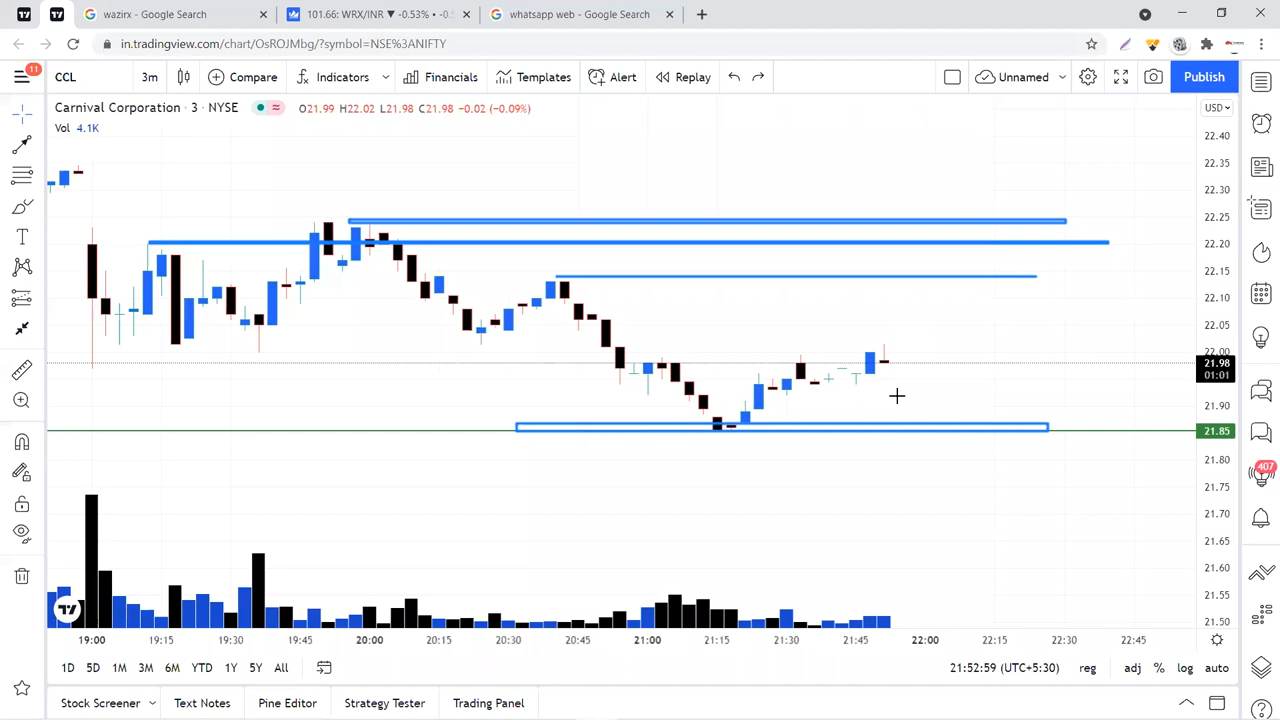 wazirx - Google Search
101.66: WRX/INR ▼ -0.53% • -0.5
whatsapp web - Google Search
in.tradingview.com/chart/OsROJMbg/?symbol=NSE%3ANIFTY
11
CCL
3m
Compare
Indicators
Financials
Templates
Alert
Replay
Unnamed
Publish
Carnival Corporation · 3 · NYSE
O21.99 H22.02 L21.98 C21.98 −0.02 (−0.09%)
USD
Vol 4.1K
22.40
22.35
22.30
22.25
22.20
22.15
22.10
22.05
22.00
21.98
01:01
21.90
21.85
21.80
21.75
21.70
21.65
21.60
21.55
21.50
407
19:00 19:15 19:30 19:45 20:00 20:15 20:30 20:45 21:00 21:15 21:30 21:45 22:00 22:15 22:30 22:45
1D 5D 1M 3M 6M YTD 1Y 5Y All
21:52:59 (UTC+5:30) reg adj % log auto
Stock Screener Text Notes Pine Editor Strategy Tester Trading Panel